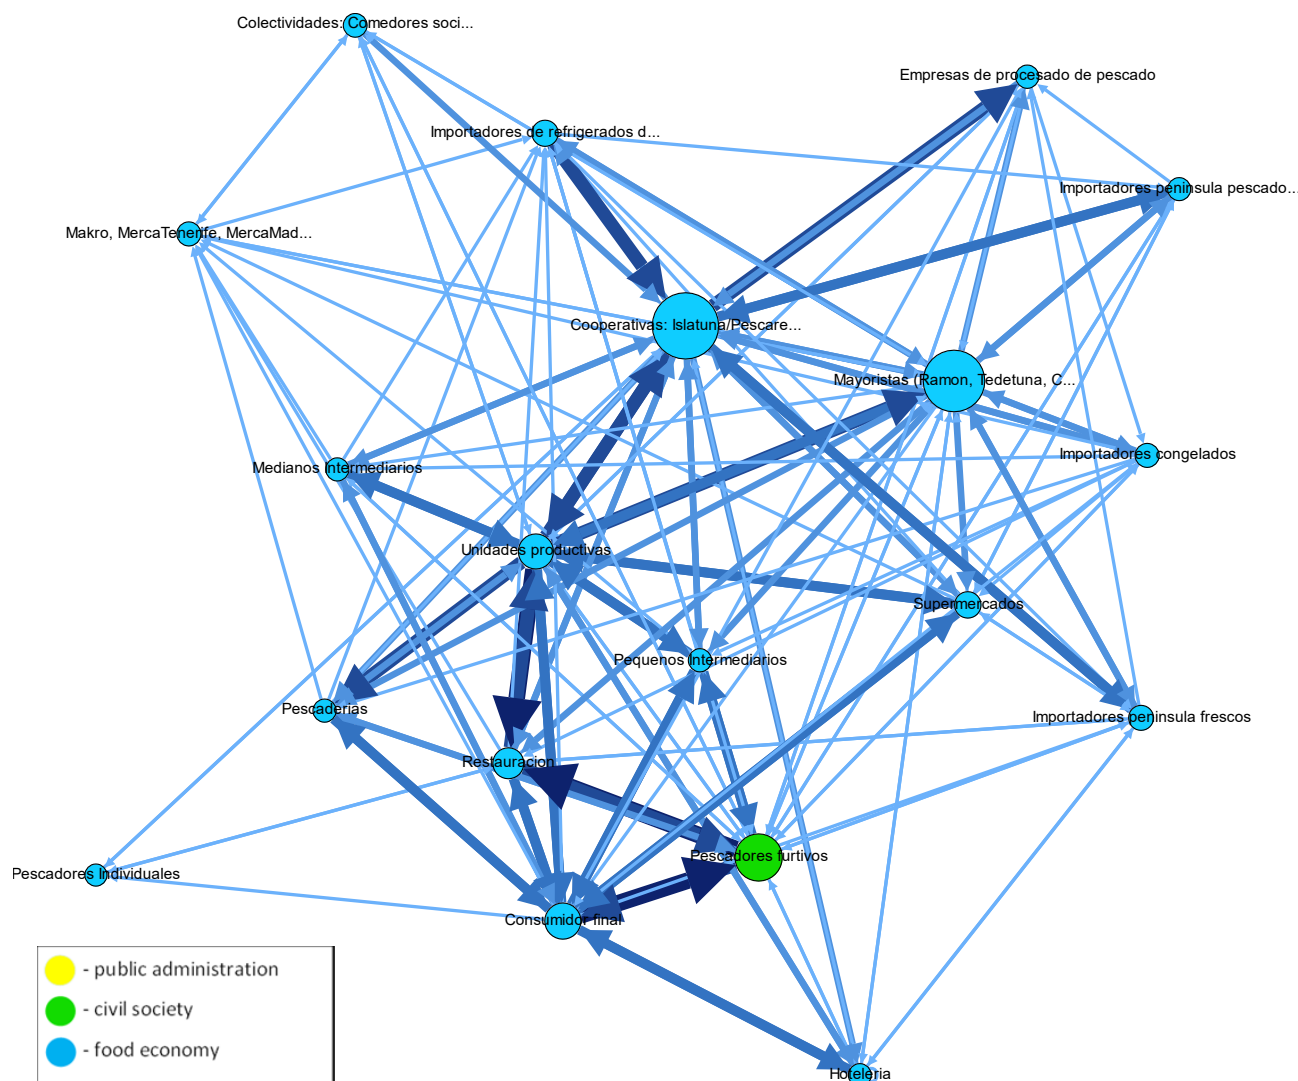 Colectividades: Comedores soci...
Empresas de procesado de pescado
Importadores de refrigerados d...
Importadores peninsula pescado...
Makro, MercaTenerife, MercaMad...
Cooperativas: Islatuna/Pescare...
Mayoristas (Ramon, Tedetuna, C...
Importadores congelados
Medianos Intermediarios
Unidades productivas
Supermercados
Pequenos Intermediarios
Pescaderias
Importadores peninsula frescos
Restauracion
Pescadores furtivos
Pescadores Individuales
Consumidor final
- public administration
- civil society
- food economy
Hoteleria